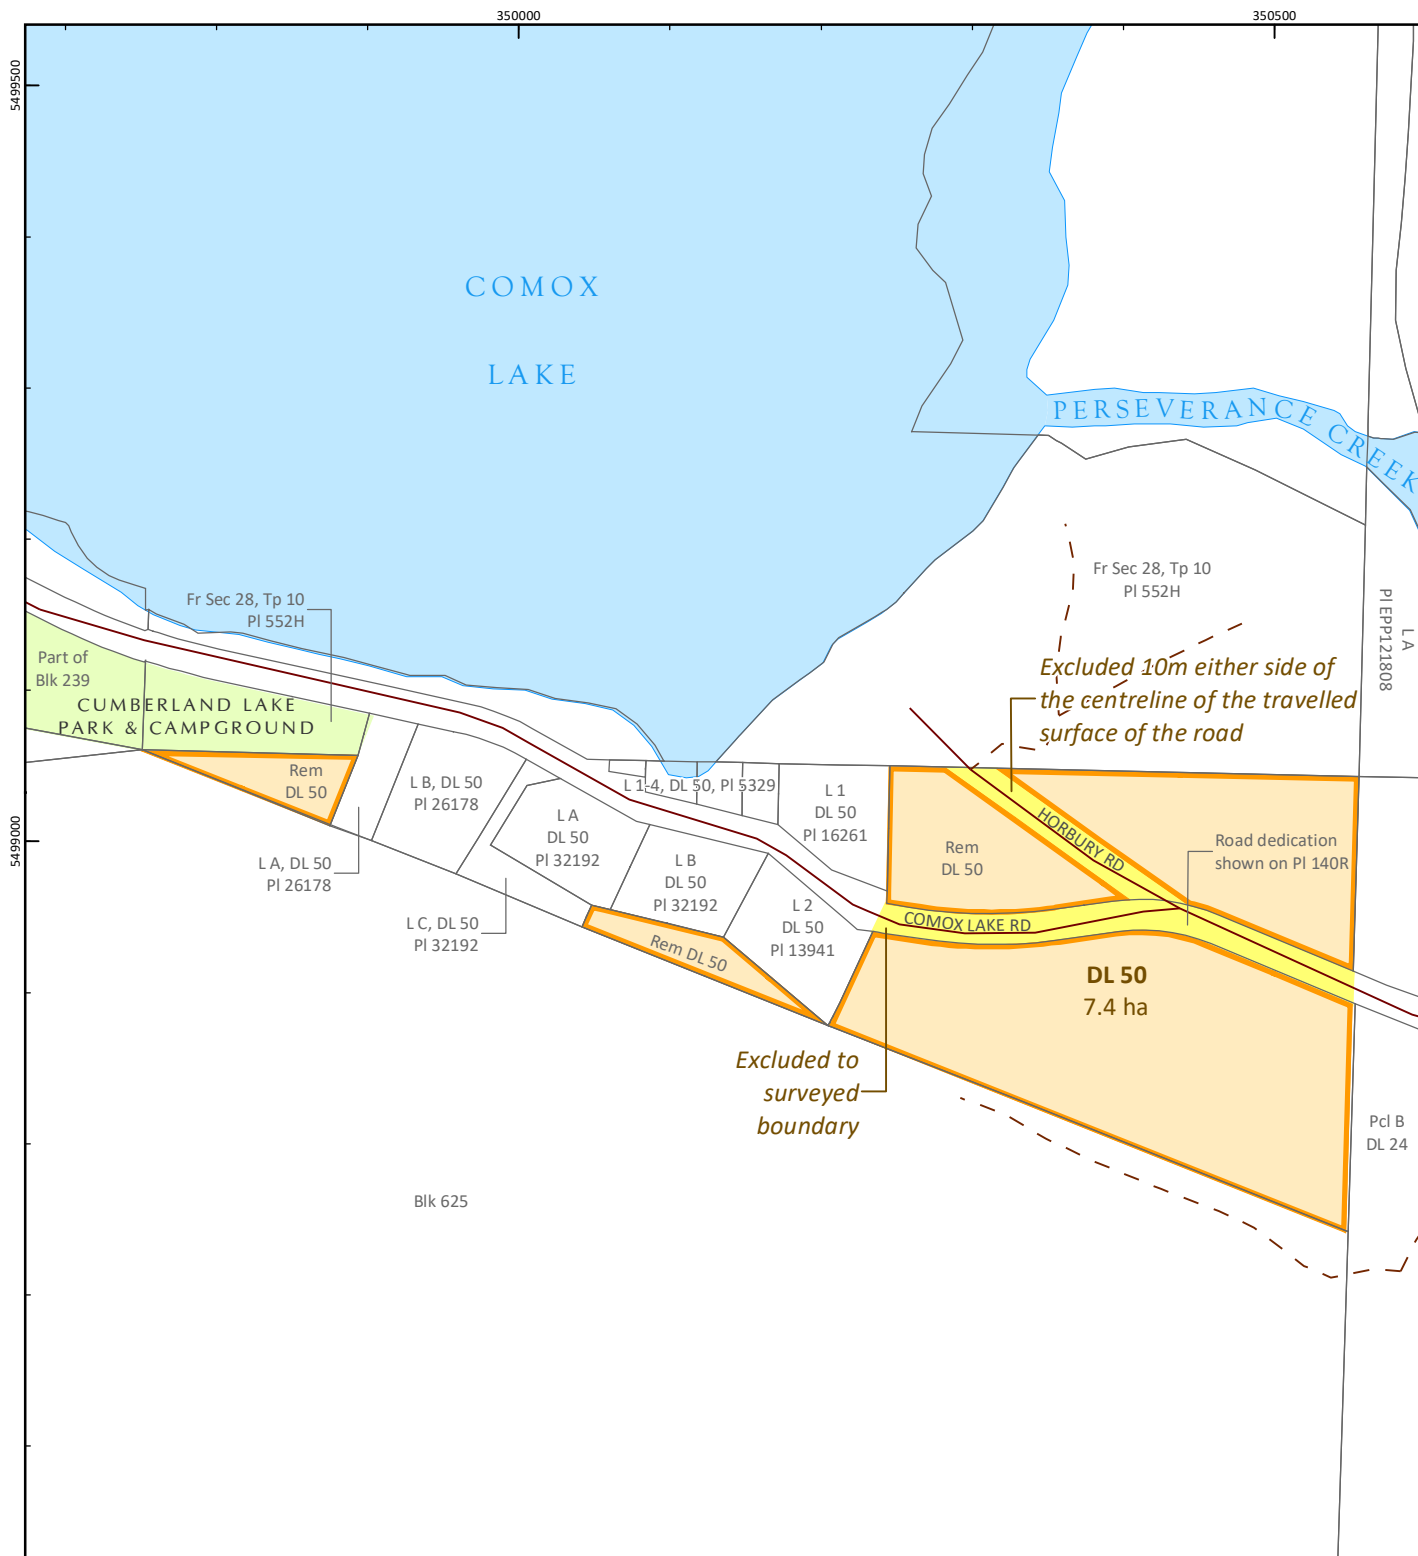 350000
350500
5499500
COMOX
LAKE
PERSEVERANCE CREEK
Fr Sec 28, Tp 10
Pl 552H
Fr Sec 28, Tp 10
Pl 552H
L A
Pl EPP121808
Part of
Blk 239
CUMBERLAND LAKE
PARK & CAMPGROUND
Excluded 10m either side of
the centreline of the travelled
surface of the road
Rem
DL 50
L B, DL 50
Pl 26178
L 1-4, DL 50, Pl 5329
L 1
DL 50
Pl 16261
5499000
L A
DL 50
Pl 32192
HORBURY RD
Road dedication
shown on Pl 140R
Rem
DL 50
L A, DL 50
Pl 26178
L B
DL 50
Pl 32192
L 2
DL 50
Pl 13941
COMOX LAKE RD
L C, DL 50
Pl 32192
Rem DL 50
DL 50
7.4 ha
Excluded to
surveyed
boundary
Pcl B
DL 24
Blk 625